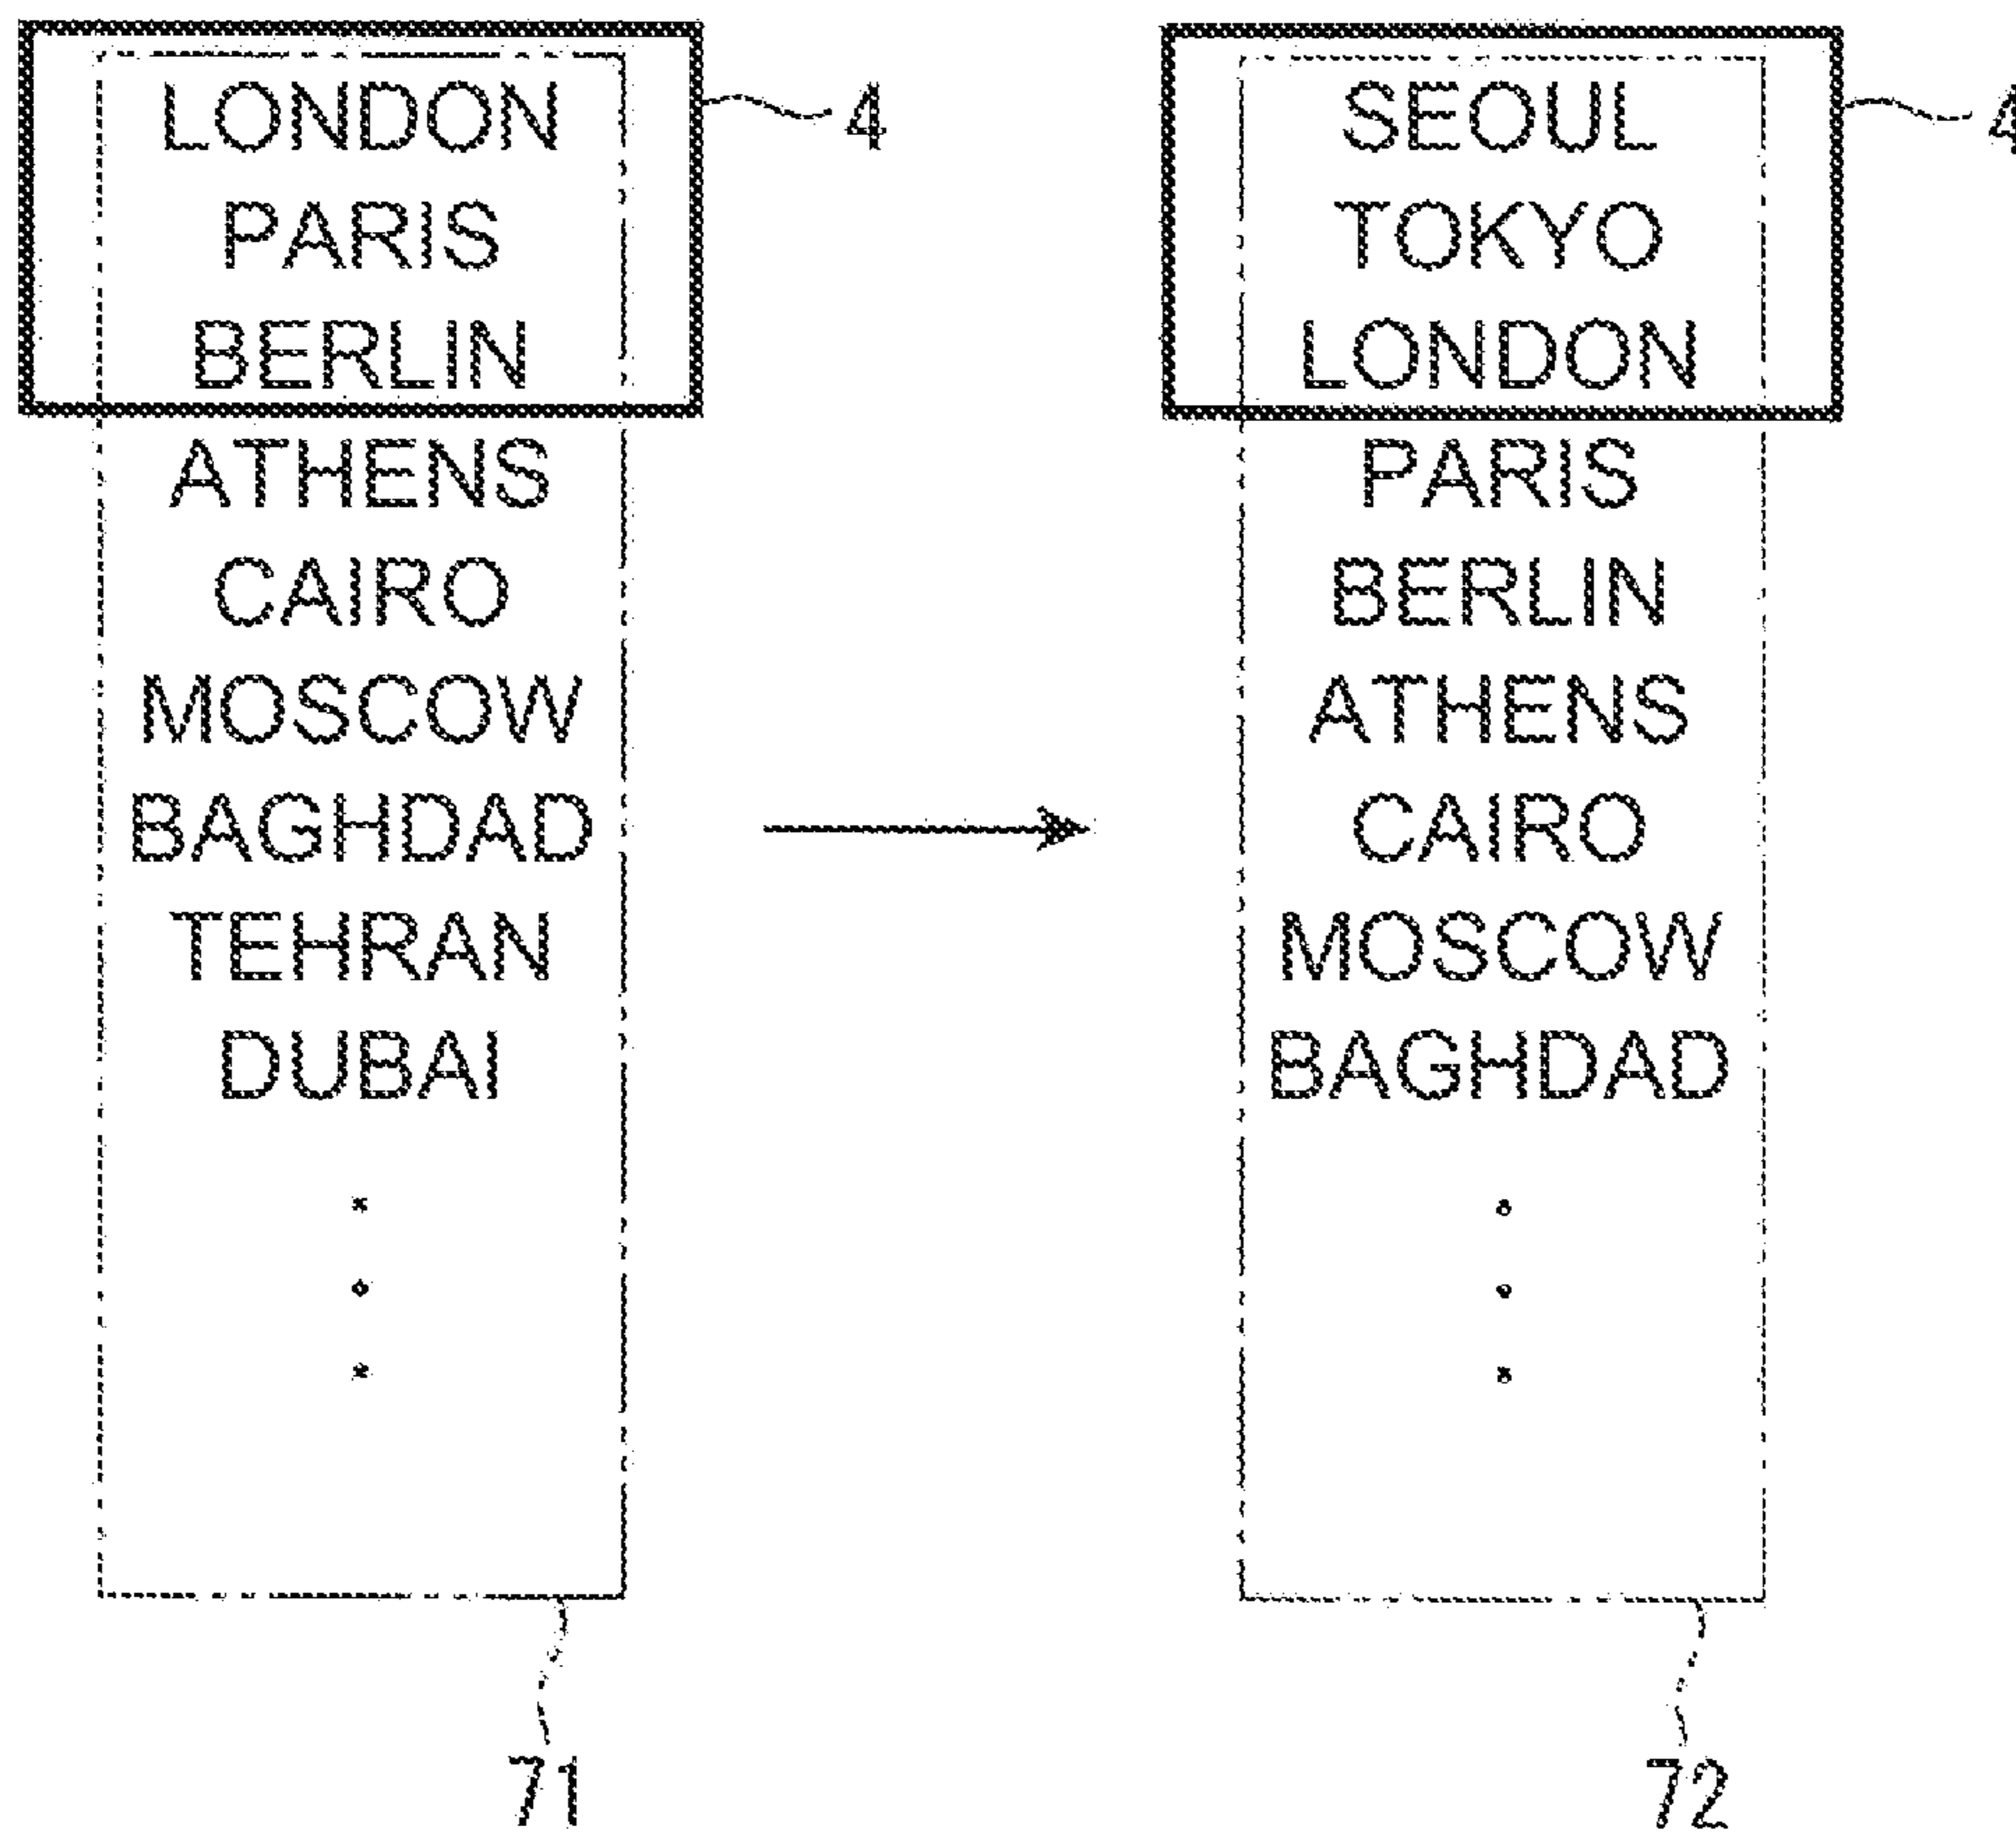 LONDON
PARIS
BERLIN
ATHENS
CAIRO
MOSCOW
BAGHDAD
TEHRAN
DUBAI
4
71
SEOUL
TOKYO
LONDON
PARIS
BERLIN
ATHENS
CAIRO
MOSCOW
BAGHDAD
4
72